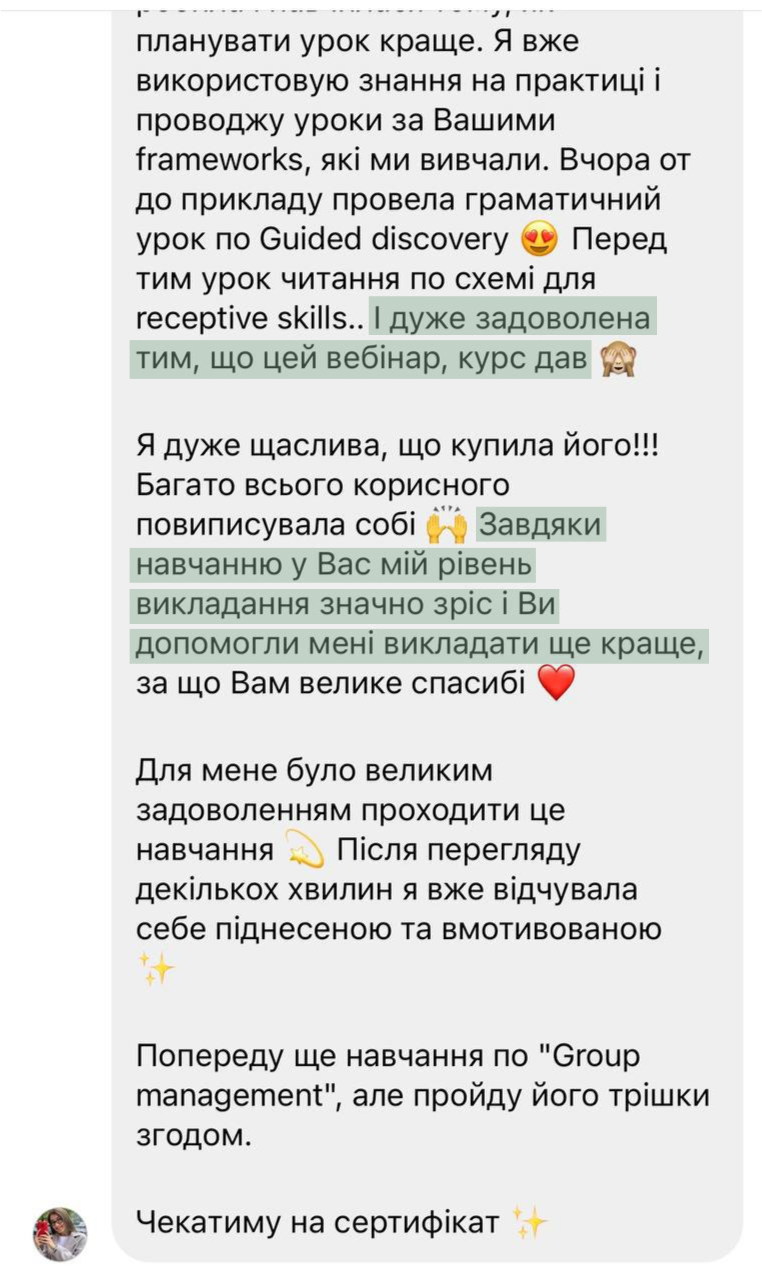 планувати урок краще. Я вже
використовую знання на практиці і
проводжу уроки за Вашими
frameworks, які ми вивчали. Вчора от
до прикладу провела граматичний
урок по Guided discovery 😍 Перед
тим урок читання по схемі для
receptive skills.. І дуже задоволена
тим, що цей вебінар, курс дав 🙈
Я дуже щаслива, що купила його!!!
Багато всього корисного
повиписувала собі 🙌 Завдяки
навчанню у Вас мій рівень
викладання значно зріс і Ви
допомогли мені викладати ще краще,
за що Вам велике спасибі ❤️
Для мене було великим
задоволенням проходити це
навчання 💫 Після перегляду
декількох хвилин я вже відчувала
себе піднесеною та вмотивованою
✨
Попереду ще навчання по "Group
management", але пройду його трішки
згодом.
Чекатиму на сертифікат ✨